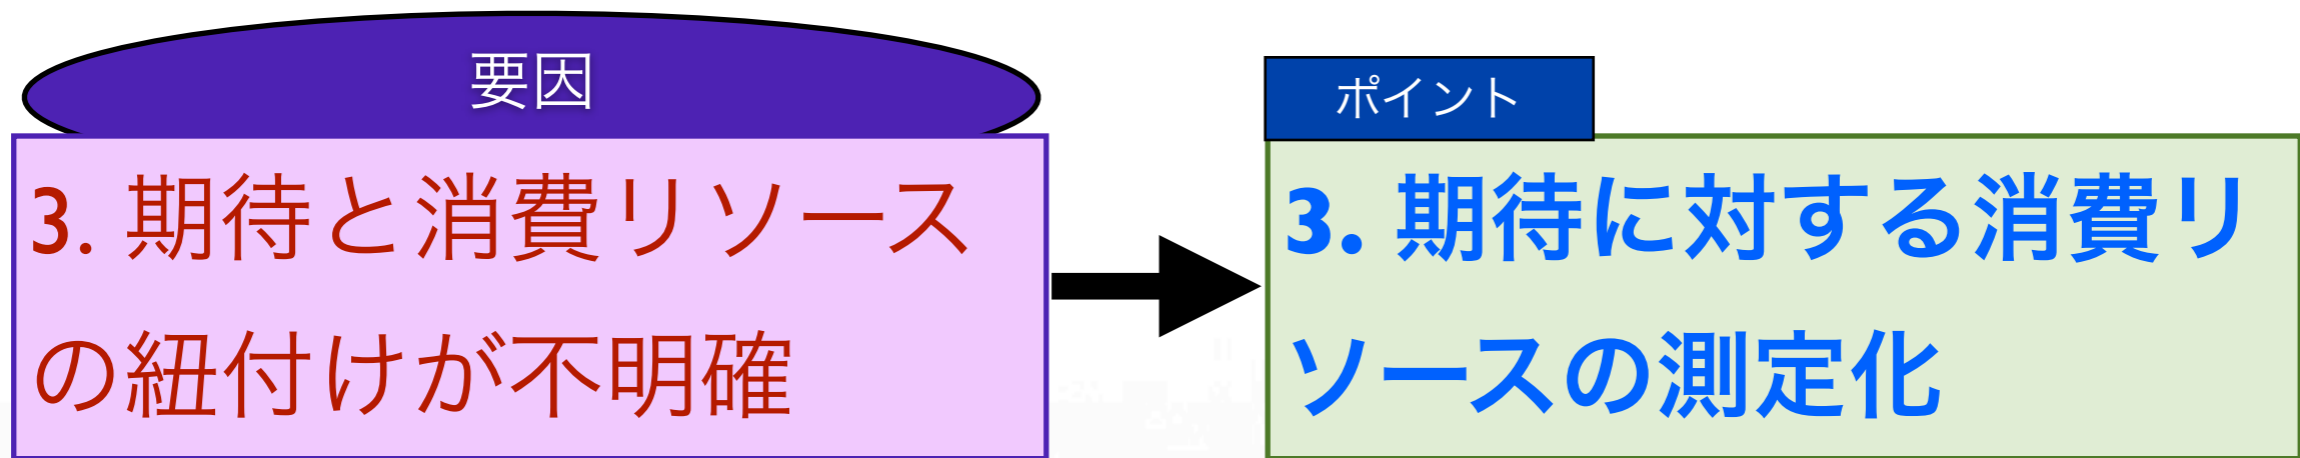 要因
3. 期待と消費リソース
の紐付けが不明確
ポイント
3. 期待に対する消費リ
ソースの測定化